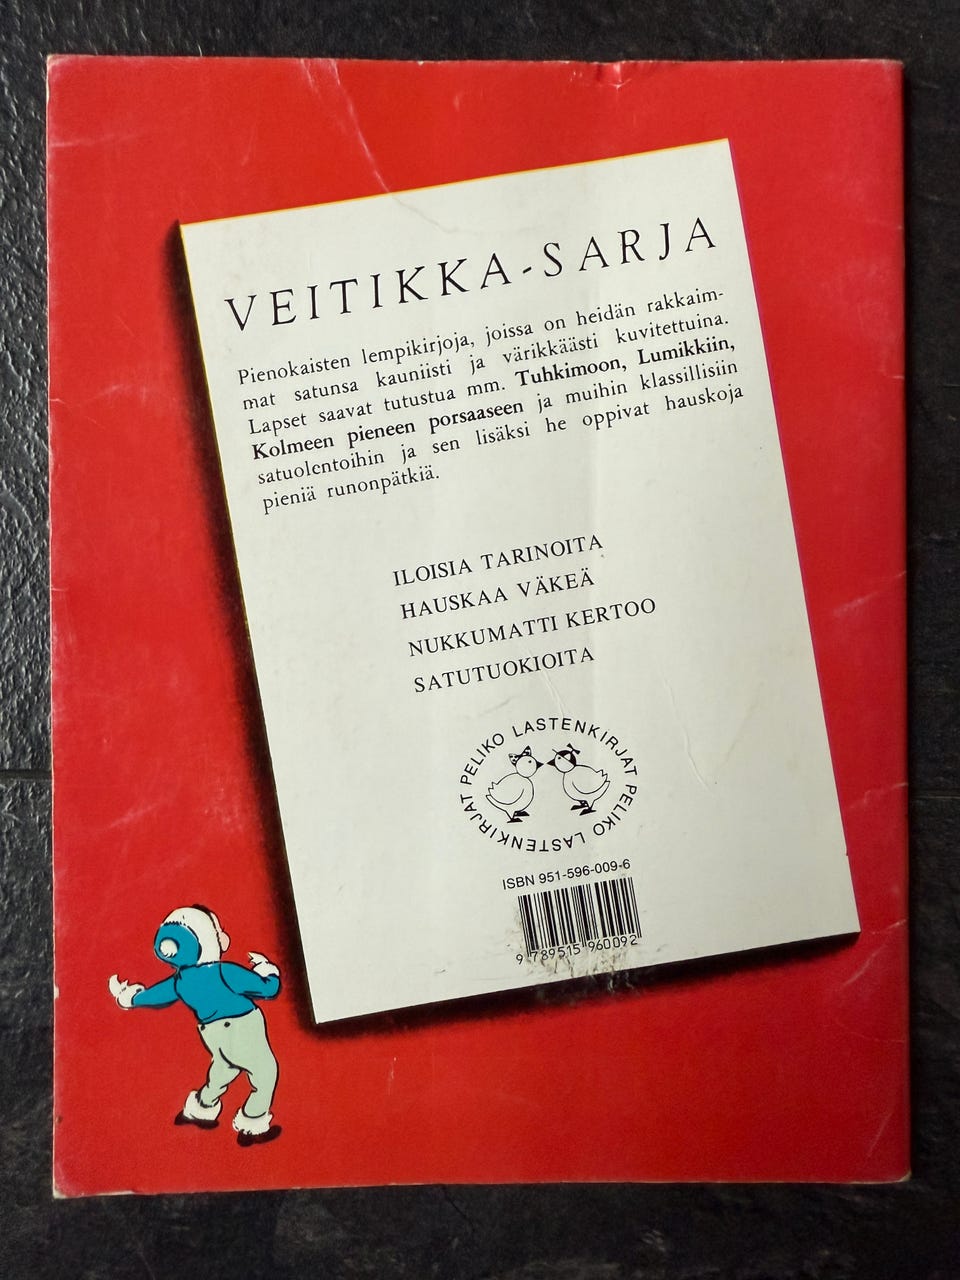 VEITIKKA-SARJA
Pienokaisten lempikirjoja, joissa on heidän rakkaim-
mat satunsa kauniisti ja värikkäästi kuvitettuina.
Lapset saavat tutustua mm. Tuhkimoon, Lumikkiin,
Kolmeen pieneen porsaaseen ja muihin klassillisiin
satuolentoihin ja sen lisäksi he oppivat hauskoja
pieniä runonpätkiä.
ILOISIA TARINOITA
HAUSKAA VÄKEÄ
NUKKUMATTI KERTOO
SATUTUOKIOITA
PELIKO LASTENKIRJAT PELIKO LASTENKIRJAT
ISBN 951-596-009-6
9 789515 960092